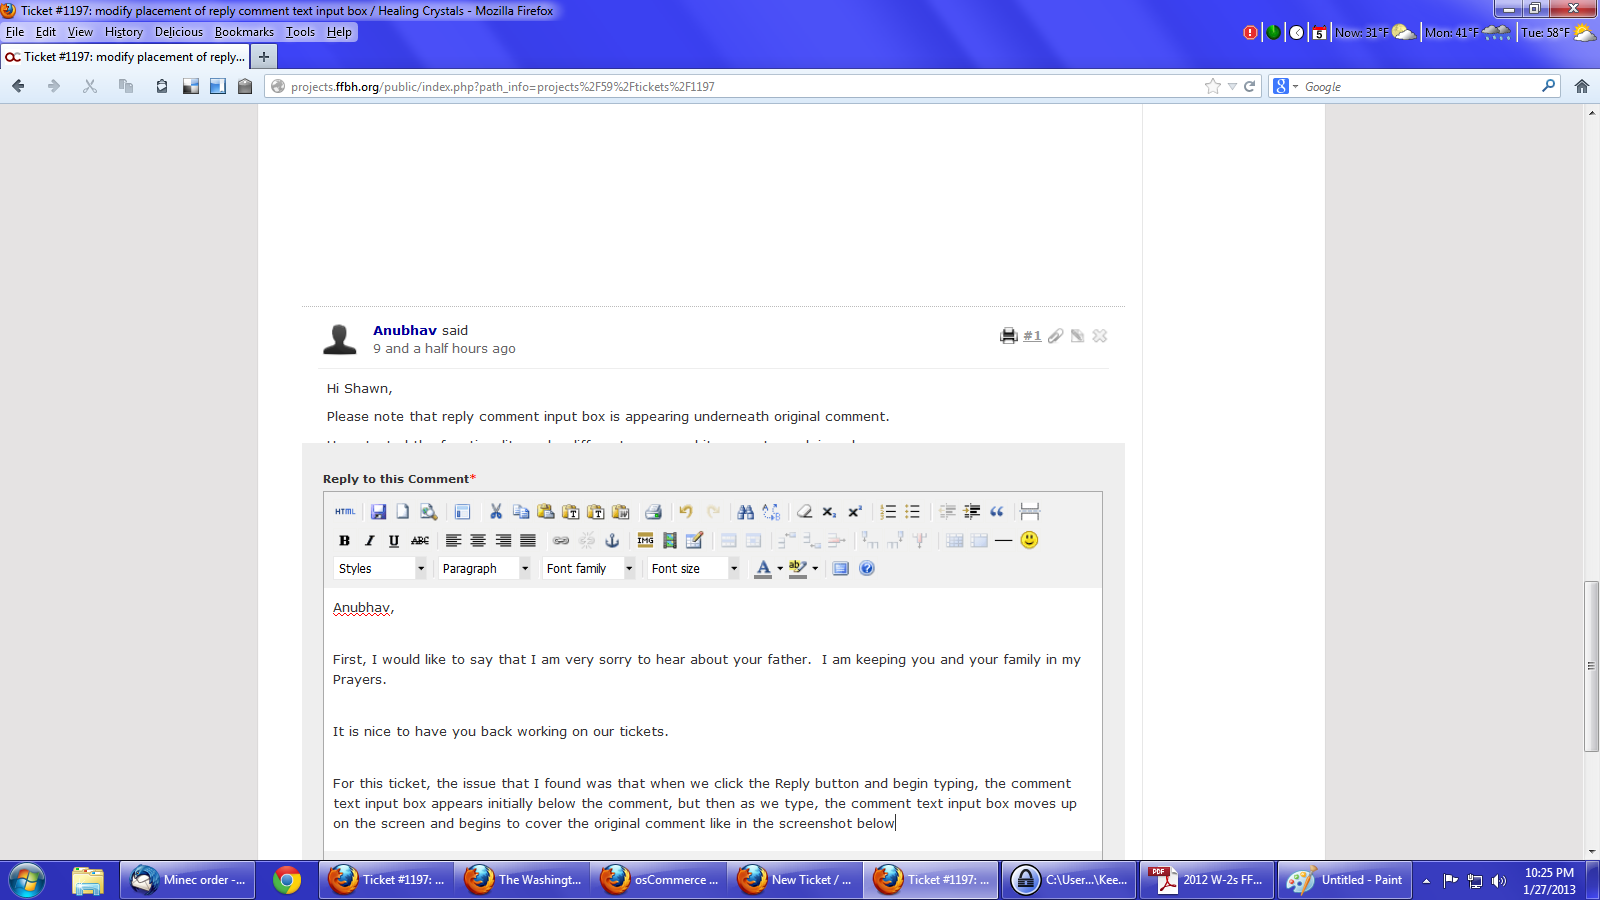 Ticket #1197: modify placement of reply comment text input box / Healing Crystals - Mozilla Firefox
File Edit View History Delicious Bookmarks Tools Help
5 Now: 31°F Mon: 41°F Tue: 58°F
Ticket #1197: modify placement of reply...
projects.ffbh.org/public/index.php?path_info=projects%2F59%2Ftickets%2F1197
Google
Anubhav said
#1
9 and a half hours ago
Hi Shawn,
Please note that reply comment input box is appearing underneath original comment.
Reply to this Comment*
HTML
B I U ABC IMG
Styles Paragraph Font family Font size A ab
Anubhav,
First, I would like to say that I am very sorry to hear about your father. I am keeping you and your family in my
Prayers.
It is nice to have you back working on our tickets.
For this ticket, the issue that I found was that when we click the Reply button and begin typing, the comment
text input box appears initially below the comment, but then as we type, the comment text input box moves up
on the screen and begins to cover the original comment like in the screenshot below
Minec order -... Ticket #1197: ... The Washingt... osCommerce ... New Ticket / ... Ticket #1197: ... C:\User...\Kee... PDF 2012 W-2s FF... Untitled - Paint
10:25 PM
1/27/2013